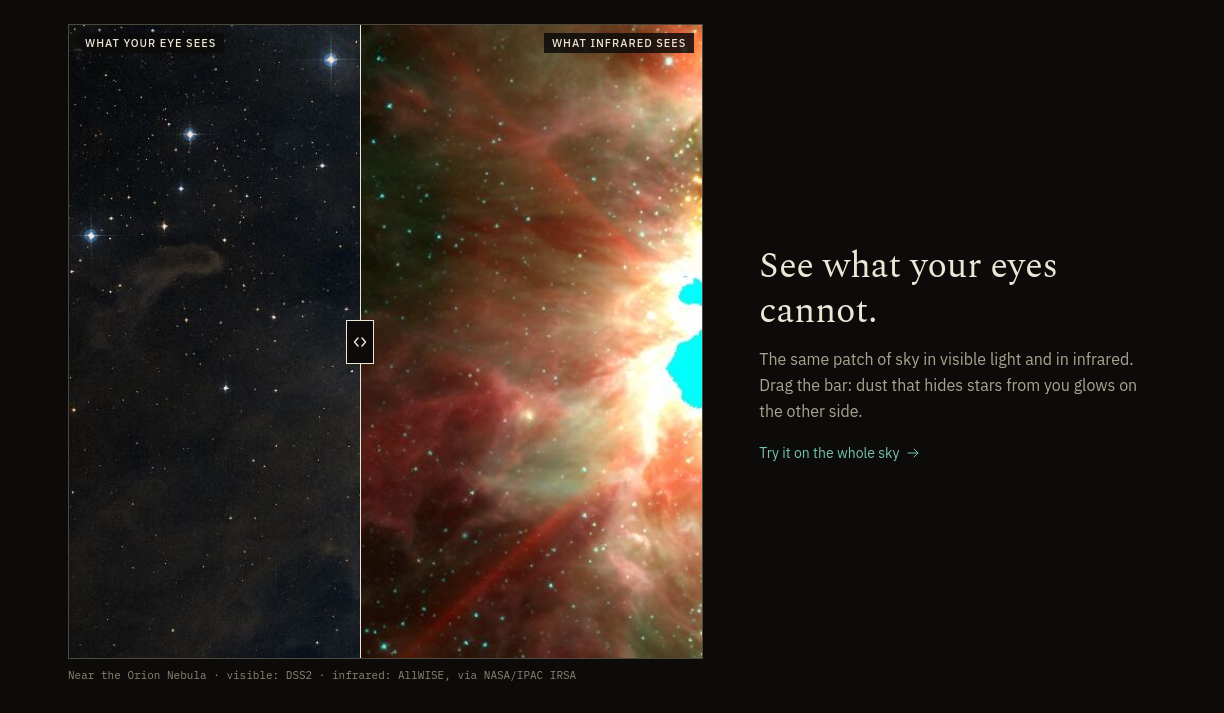 WHAT YOUR EYE SEES
WHAT INFRARED SEES
See what your eyes
cannot.
The same patch of sky in visible light and in infrared.
Drag the bar: dust that hides stars from you glows on
the other side.
Try it on the whole sky →
Near the Orion Nebula · visible: DSS2 · infrared: AllWISE, via NASA/IPAC IRSA